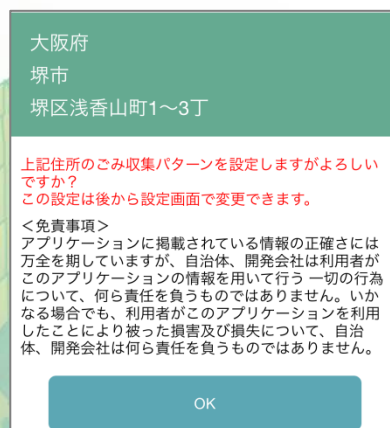 大阪府
堺市
堺区浅香山町1〜3丁
上記住所のごみ収集パターンを設定しますがよろしい
ですか？
この設定は後から設定画面で変更できます。
＜免責事項＞
アプリケーションに掲載されている情報の正確さには
万全を期していますが、自治体、開発会社は利用者が
このアプリケーションの情報を用いて行う 一切の行為
について、何ら責任を負うものではありません。いか
なる場合でも、利用者がこのアプリケーションを利用
したことにより被った損害及び損失について、自治
体、開発会社は何ら責任を負うものではありません。
OK